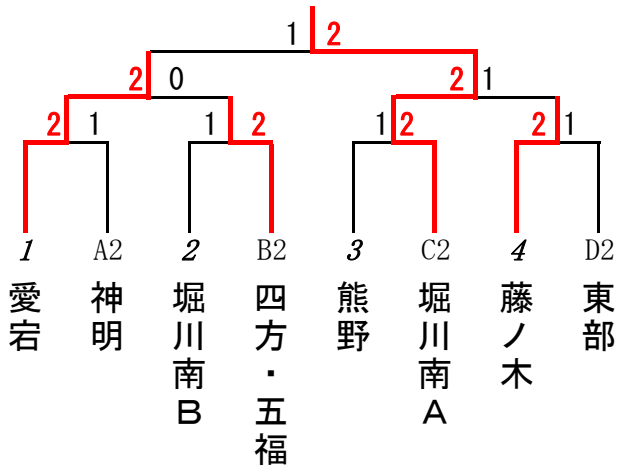 1 2
2 0 2 1
2 1 1 2 1 2 2 1
1 A2 2 B2 3 C2 4 D2
愛宕
神明
堀川南B
四方・五福
熊野
堀川南A
藤ノ木
東部